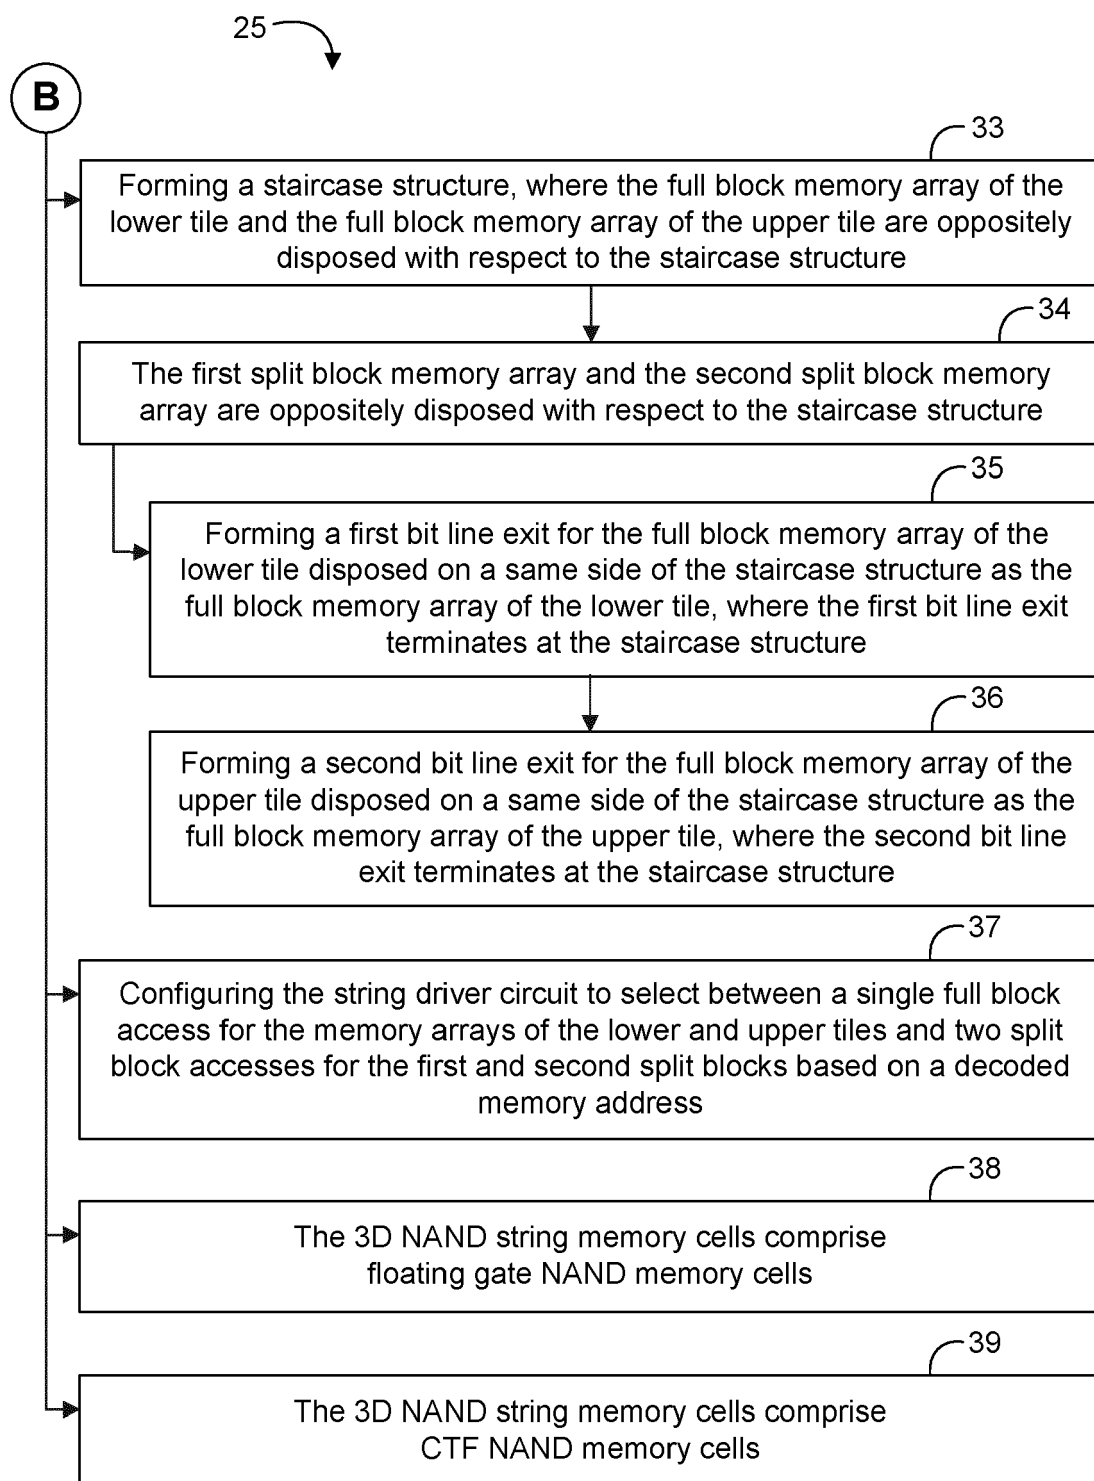 25
B
33
Forming a staircase structure, where the full block memory array of the
lower tile and the full block memory array of the upper tile are oppositely
disposed with respect to the staircase structure
34
The first split block memory array and the second split block memory
array are oppositely disposed with respect to the staircase structure
35
Forming a first bit line exit for the full block memory array of the
lower tile disposed on a same side of the staircase structure as the
full block memory array of the lower tile, where the first bit line exit
terminates at the staircase structure
36
Forming a second bit line exit for the full block memory array of the
upper tile disposed on a same side of the staircase structure as the
full block memory array of the upper tile, where the second bit line
exit terminates at the staircase structure
37
Configuring the string driver circuit to select between a single full block
access for the memory arrays of the lower and upper tiles and two split
block accesses for the first and second split blocks based on a decoded
memory address
38
The 3D NAND string memory cells comprise
floating gate NAND memory cells
39
The 3D NAND string memory cells comprise
CTF NAND memory cells